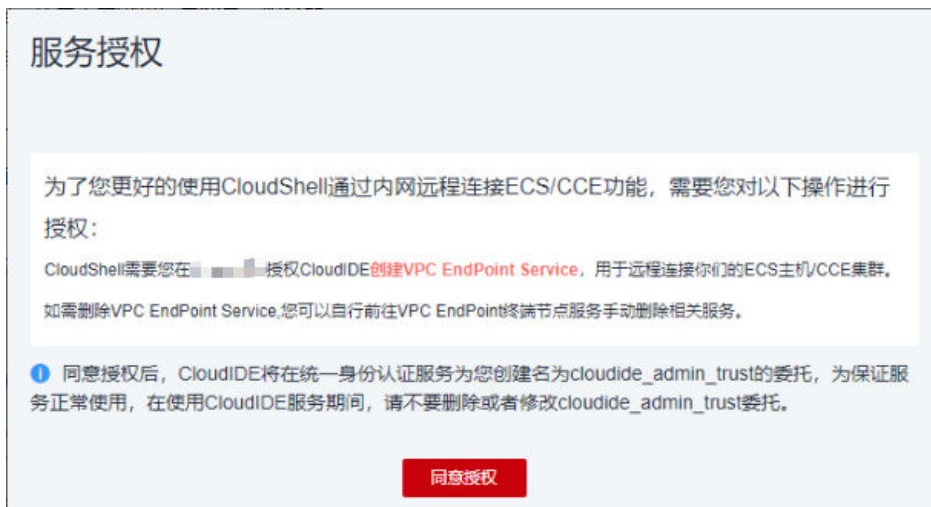 服务授权
为了您更好的使用CloudShell通过内网远程连接ECS/CCE功能，需要您对以下操作进行
授权：
CloudShell需要您在授权CloudIDE创建VPC EndPoint Service，用于远程连接你们的ECS主机/CCE集群。
如需删除VPC EndPoint Service,您可以自行前往VPC EndPoint终端节点服务手动删除相关服务。
同意授权后，CloudIDE将在统一身份认证服务为您创建名为cloudide_admin_trust的委托，为保证服
务正常使用，在使用CloudIDE服务期间，请不要删除或者修改cloudide_admin_trust委托。
同意授权